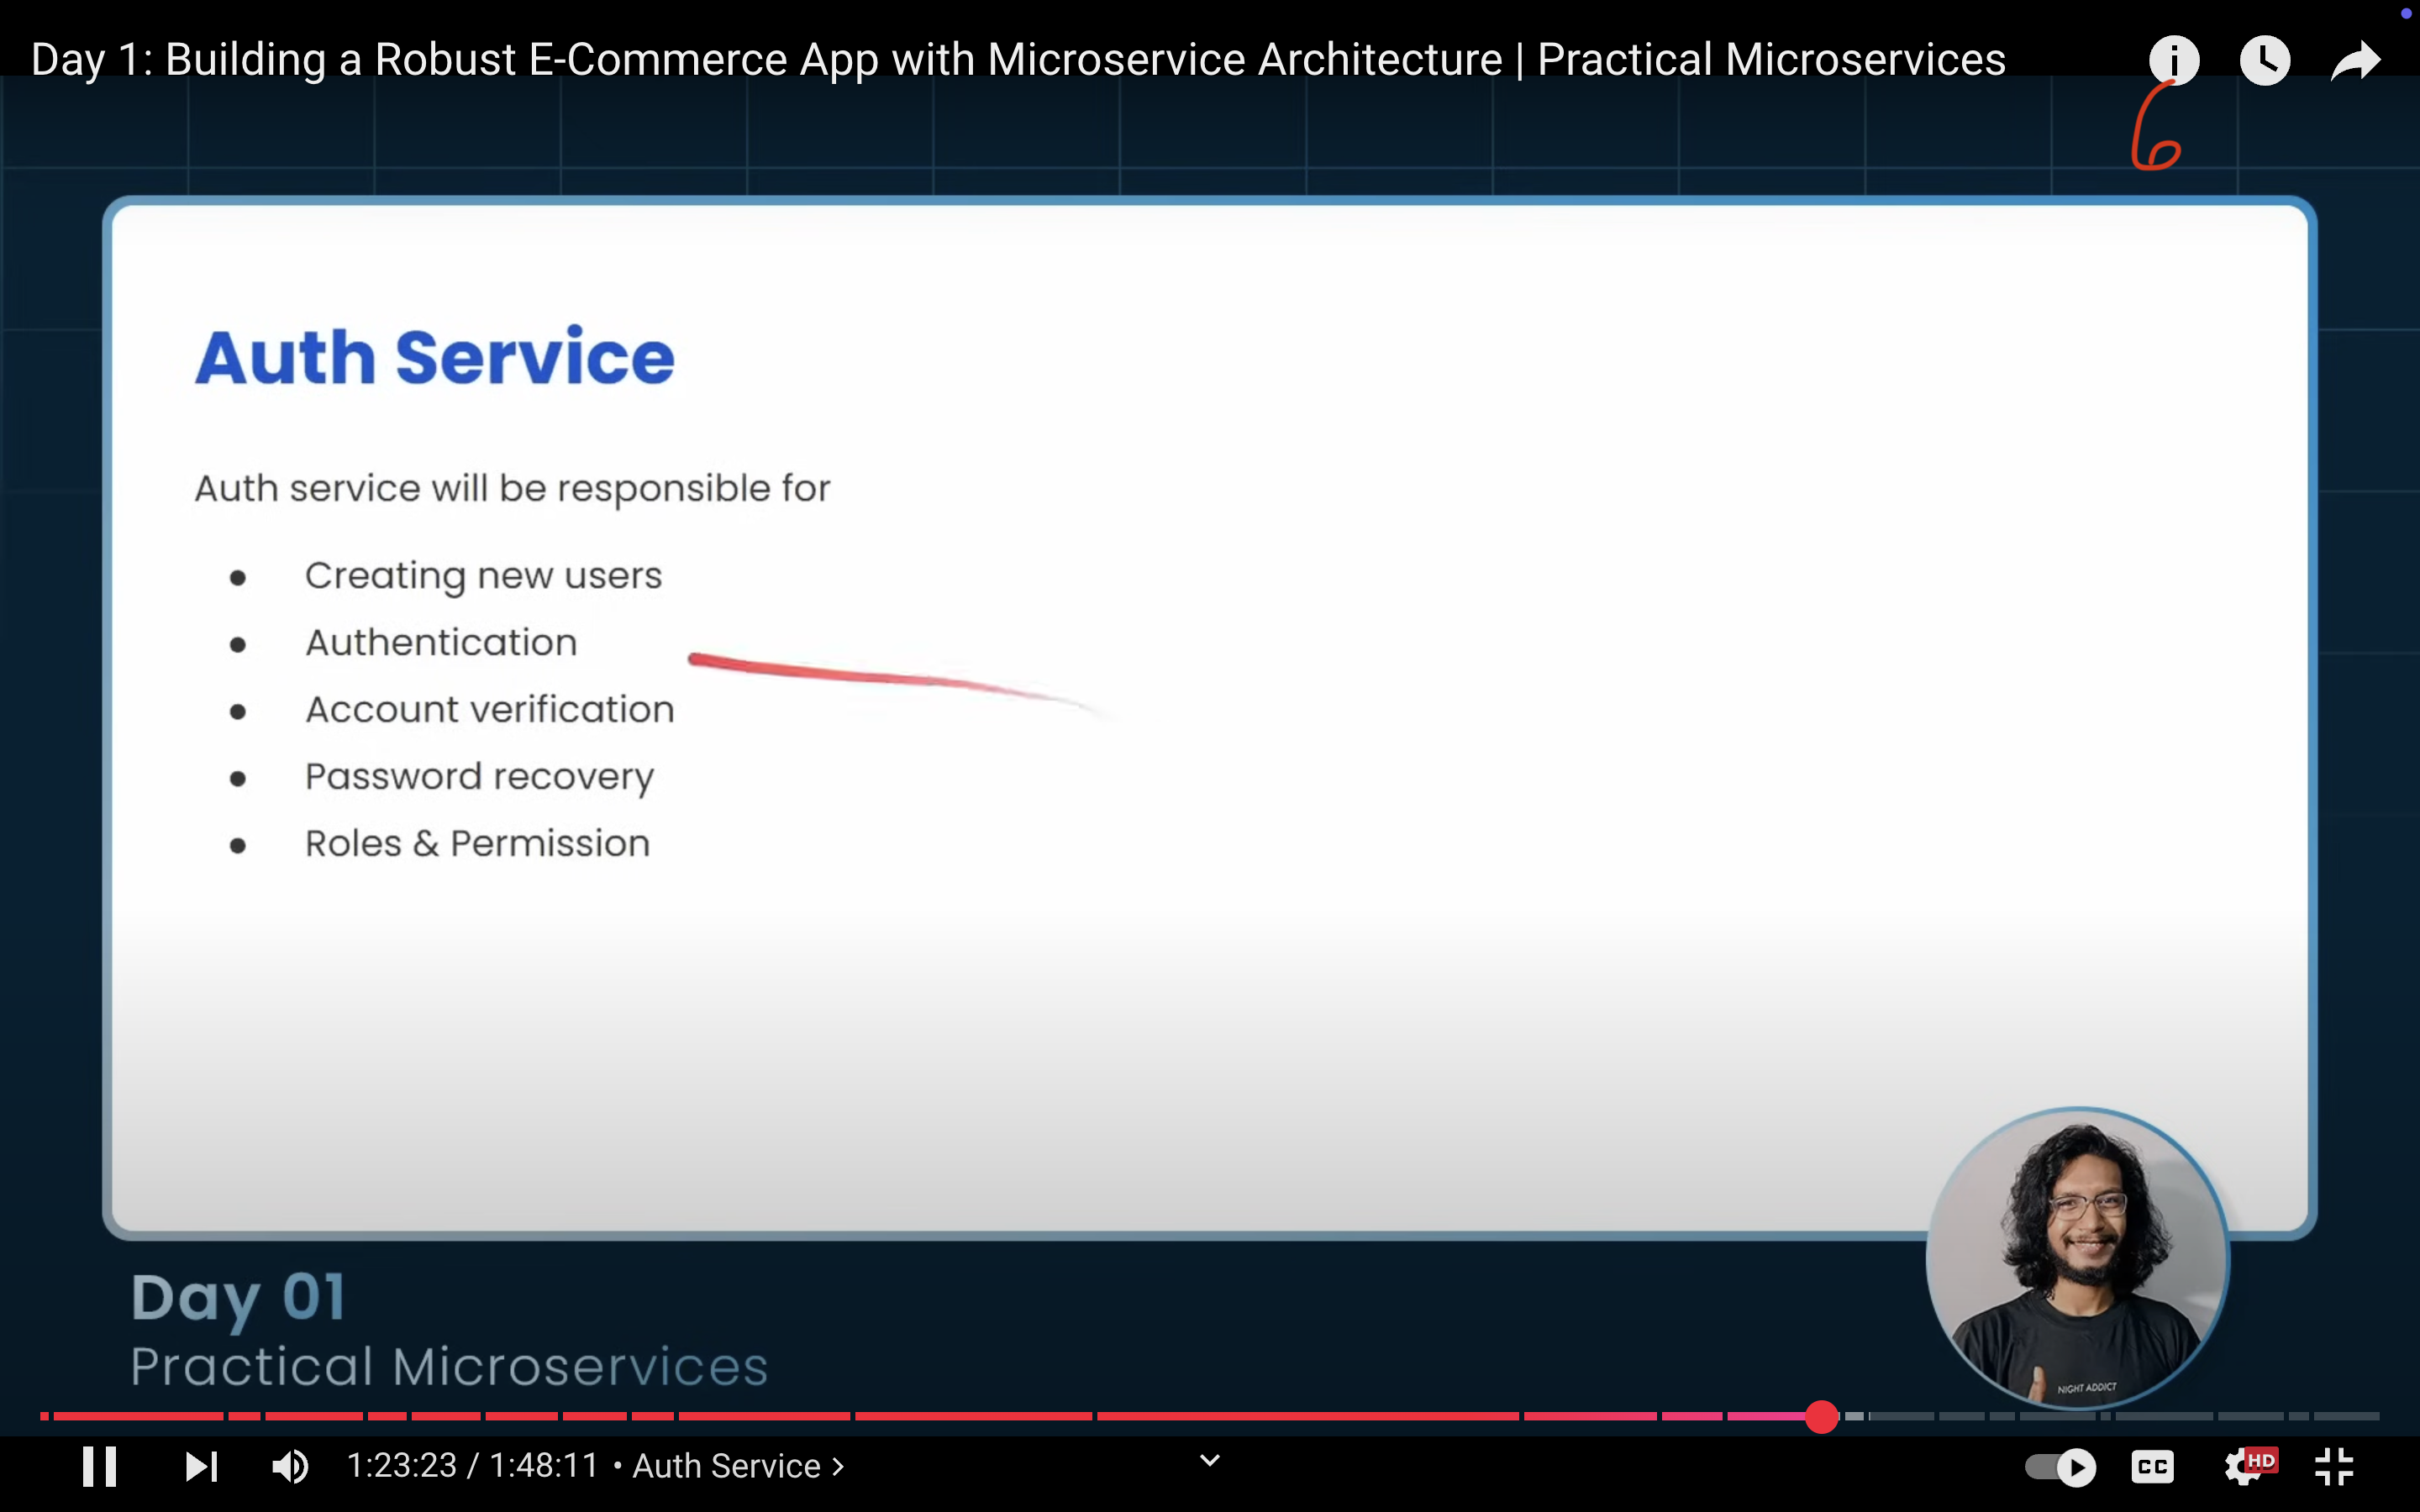 Day 1: Building a Robust E-Commerce App with Microservice Architecture | Practical Microservices
6
Auth Service
Auth service will be responsible for
● Creating new users
● Authentication
● Account verification
● Password recovery
● Roles & Permission
NIGHT ADDICT
Day 01
Practical Microservices
1:23:23 / 1:48:11 • Auth Service ›
CC
HD